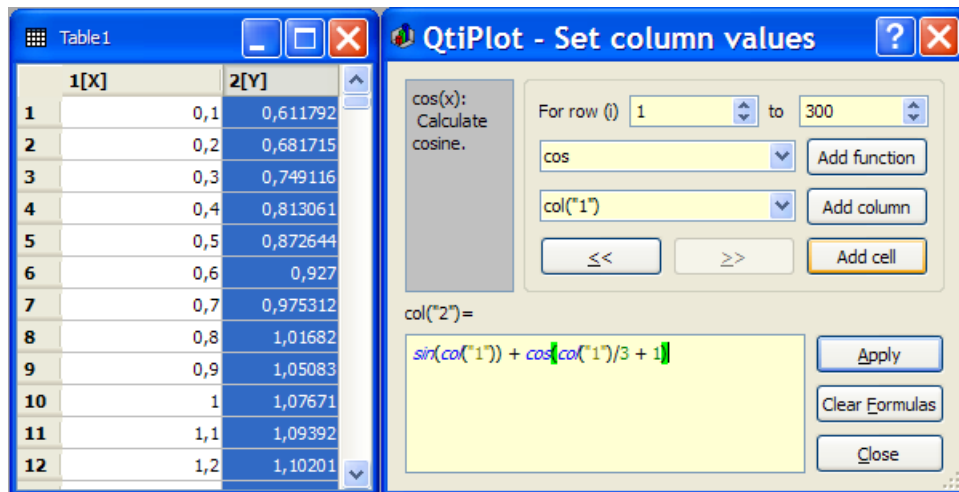 Table1
1[X] 2[Y]
1 0,1 0,611792
2 0,2 0,681715
3 0,3 0,749116
4 0,4 0,813061
5 0,5 0,872644
6 0,6 0,927
7 0,7 0,975312
8 0,8 1,01682
9 0,9 1,05083
10 1 1,07671
11 1,1 1,09392
12 1,2 1,10201
QtiPlot - Set column values
cos(x):
Calculate
cosine.
For row (i) 1 to 300
cos Add function
col("1") Add column
<< >> Add cell
col("2")=
sin(col("1")) + cos(col("1")/3 + 1)
Apply
Clear Formulas
Close